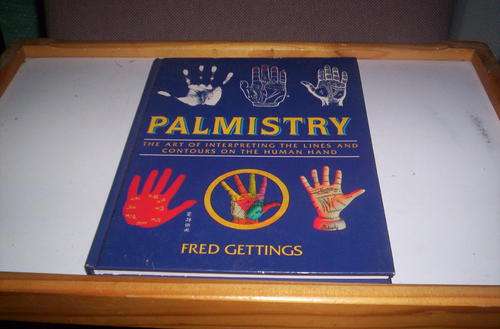 PALMISTRY
THE ART OF INTERPRETING THE LINES AND
CONTOURS ON THE HUMAN HAND
FRED GETTINGS